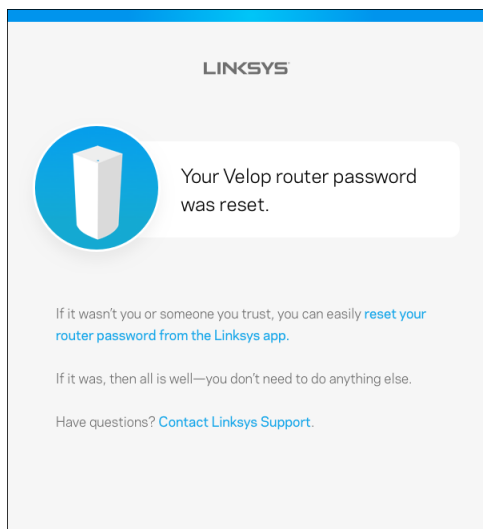 LINKSYS
Your Velop router password
was reset.
If it wasn't you or someone you trust, you can easily reset your
router password from the Linksys app.
If it was, then all is well—you don't need to do anything else.
Have questions? Contact Linksys Support.